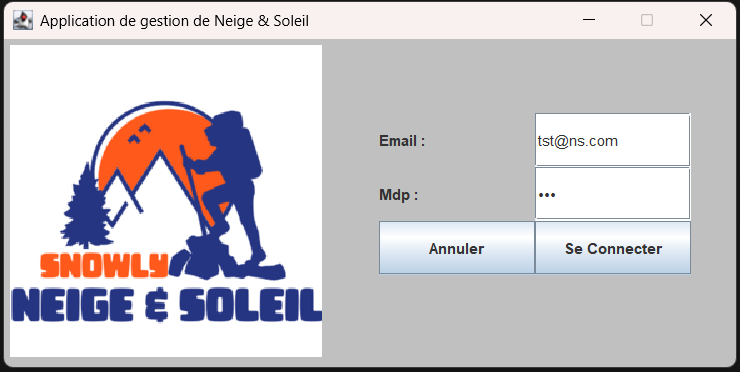 Application de gestion de Neige & Soleil
Email :
tst@ns.com
Mdp :
•••
Annuler
Se Connecter
SNOWLY
NEIGE & SOLEIL